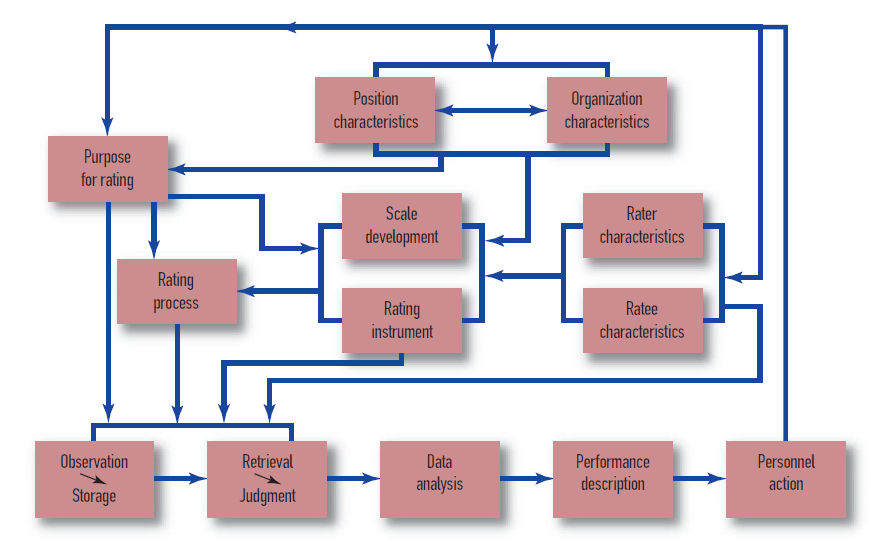 Position
characteristics
Organization
characteristics
Purpose
for rating
Scale
development
Rater
characteristics
Rating
process
Rating
instrument
Ratee
characteristics
Observation
Storage
Retrieval
Judgment
Data
analysis
Performance
description
Personnel
action